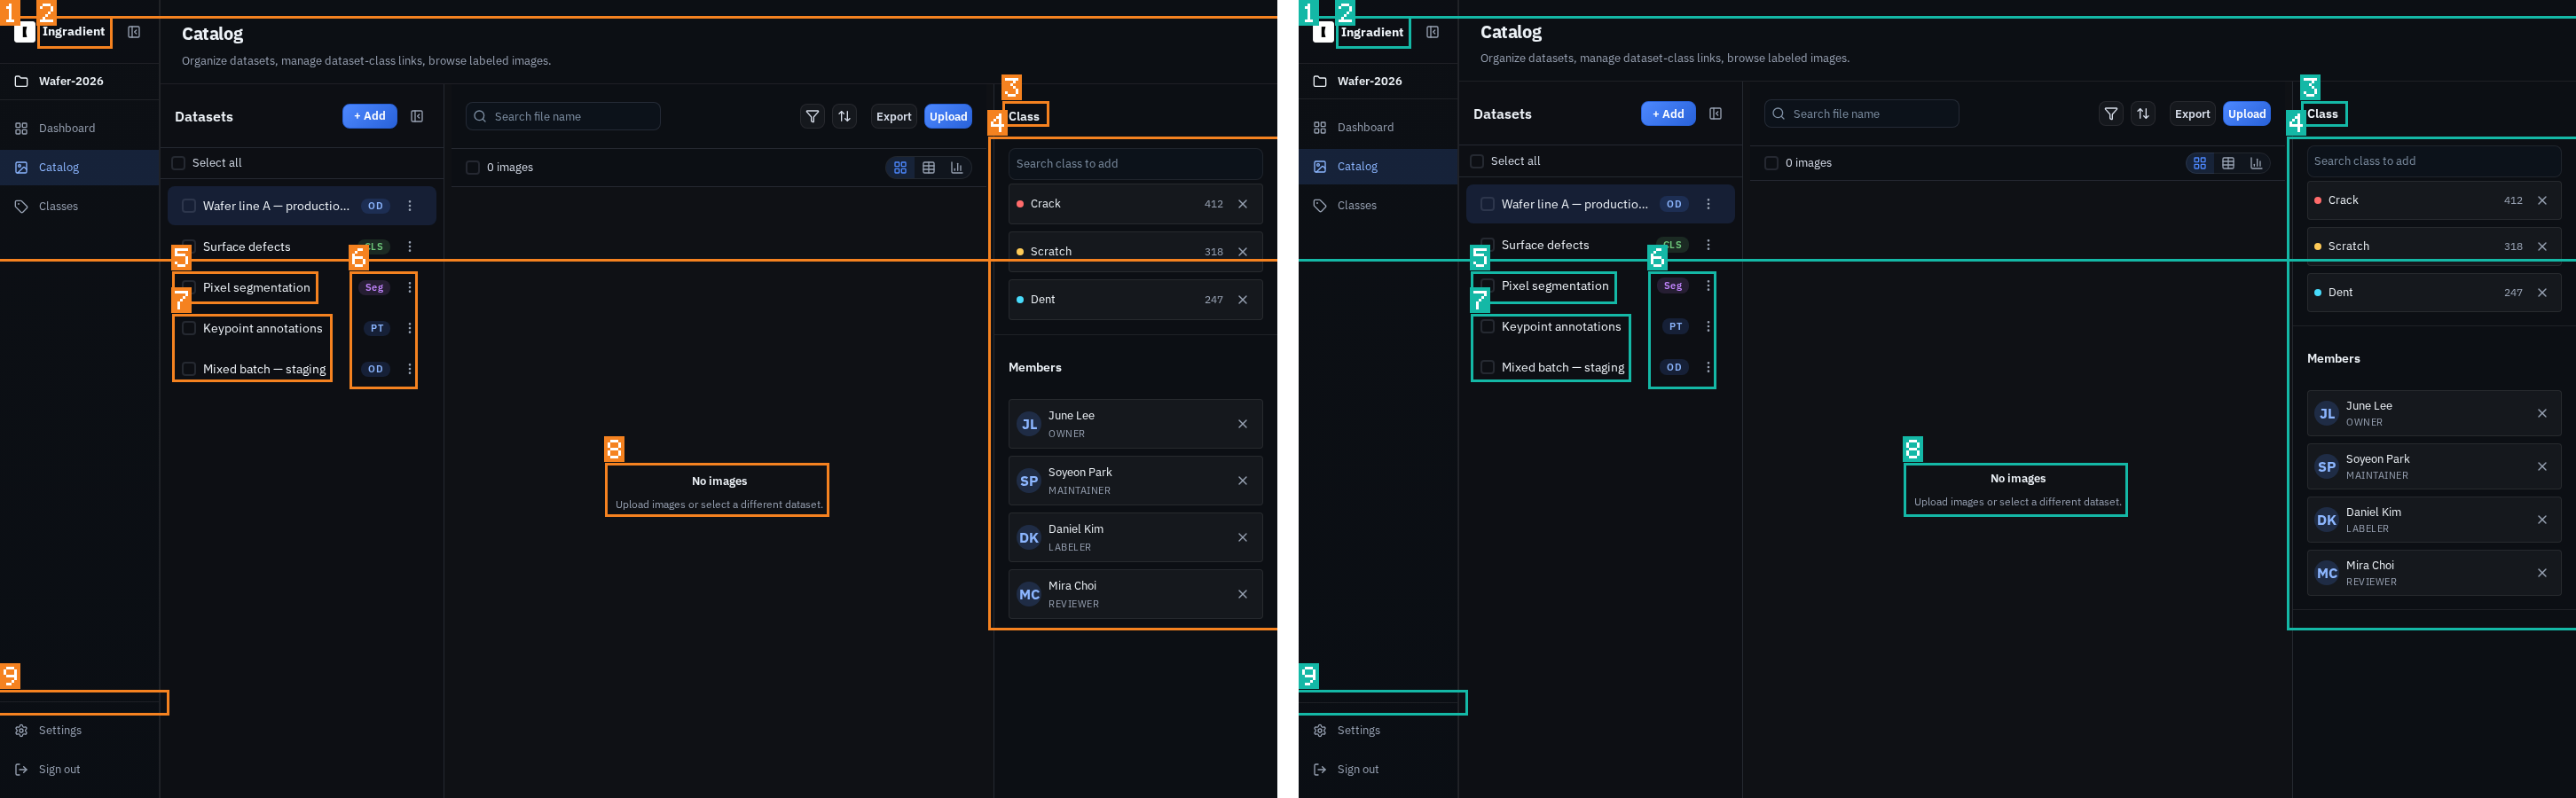 1
2
Ingradient
Wafer-2026
Dashboard
Catalog
Classes
Catalog
Organize datasets, manage dataset-class links, browse labeled images.
Datasets
+ Add
Select all
Wafer line A — productio...
OD
Surface defects
CLS
5
6
Pixel segmentation
Seg
7
Keypoint annotations
PT
Mixed batch — staging
OD
Search file name
Export
Upload
0 images
8
No images
Upload images or select a different dataset.
3
4
Class
Search class to add
Crack
412
Scratch
318
Dent
247
Members
JL
June Lee
OWNER
SP
Soyeon Park
MAINTAINER
DK
Daniel Kim
LABELER
MC
Mira Choi
REVIEWER
9
Settings
Sign out
1
2
Ingradient
Wafer-2026
Dashboard
Catalog
Classes
Catalog
Organize datasets, manage dataset-class links, browse labeled images.
Datasets
+ Add
Select all
Wafer line A — productio...
OD
Surface defects
CLS
5
6
Pixel segmentation
Seg
7
Keypoint annotations
PT
Mixed batch — staging
OD
Search file name
Export
Upload
0 images
8
No images
Upload images or select a different dataset.
3
4
Class
Search class to add
Crack
412
Scratch
318
Dent
247
Members
JL
June Lee
OWNER
SP
Soyeon Park
MAINTAINER
DK
Daniel Kim
LABELER
MC
Mira Choi
REVIEWER
9
Settings
Sign out